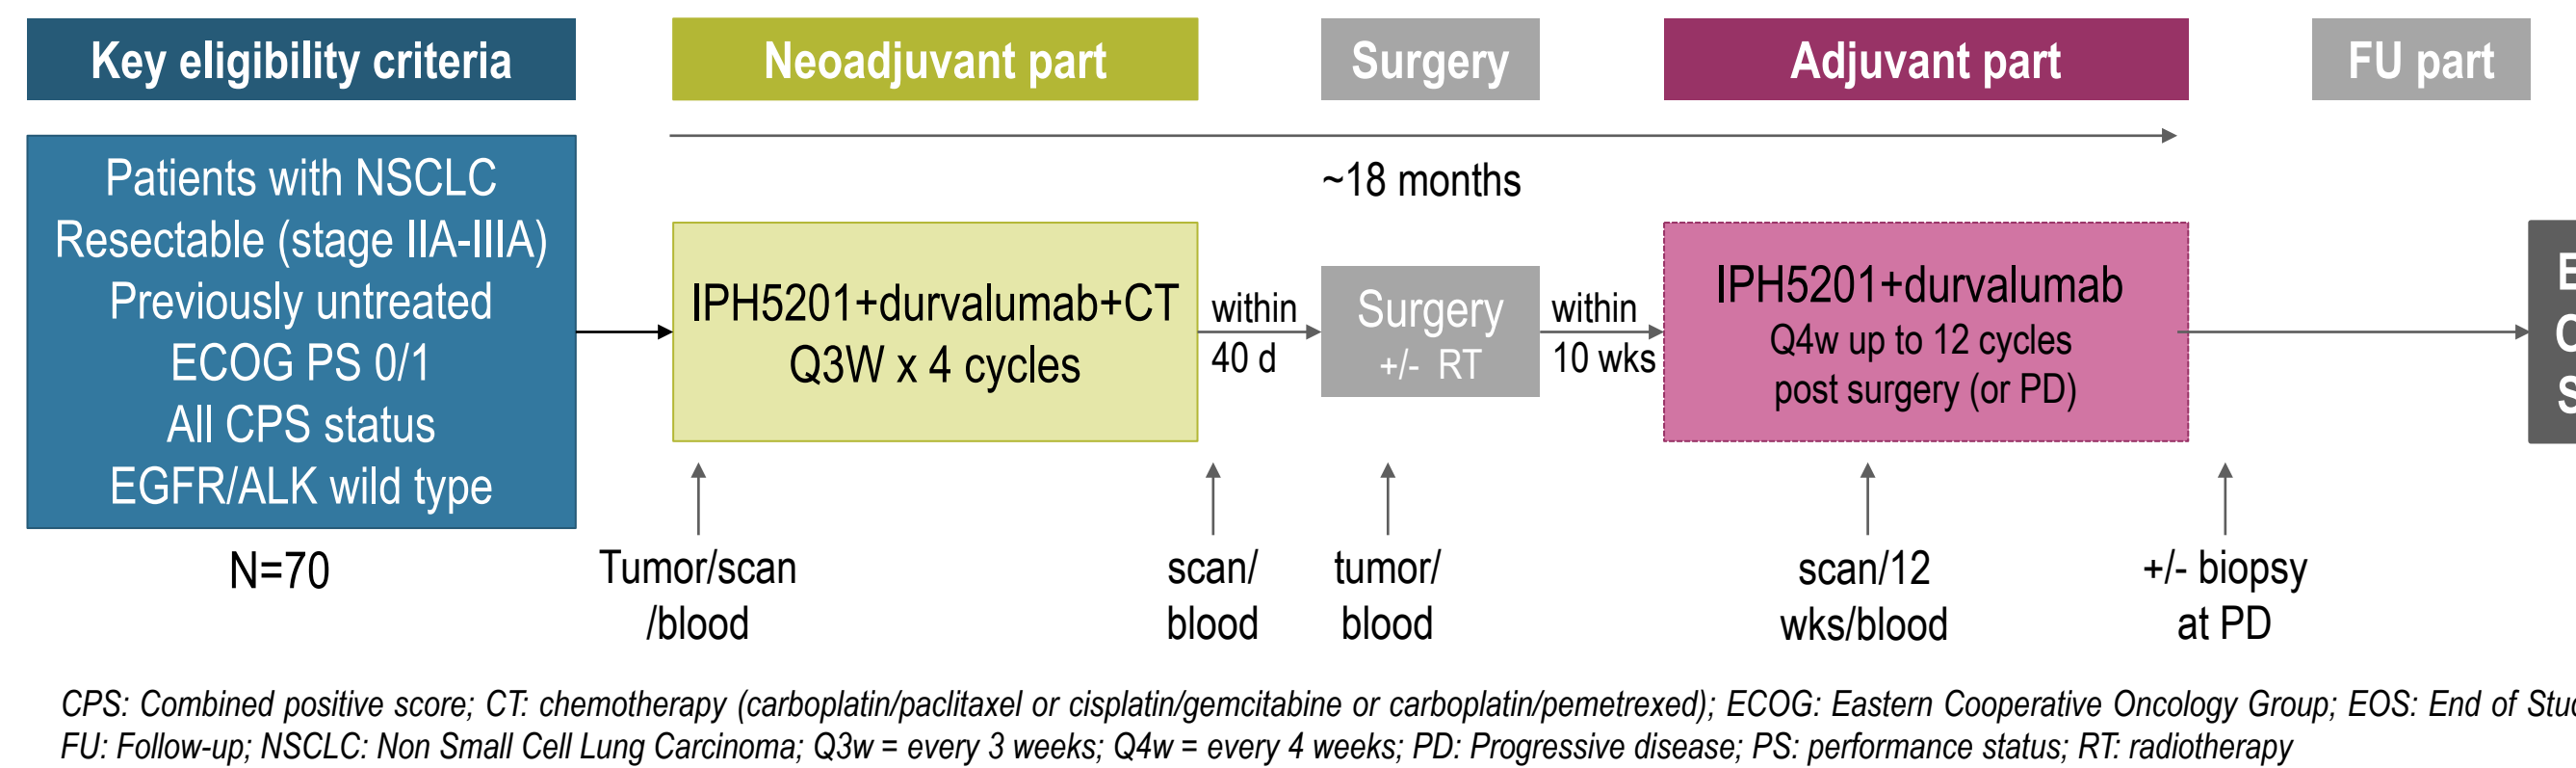 Key eligibility criteria
Neoadjuvant part
Surgery
Adjuvant part
FU part
~18 months
Patients with NSCLC
Resectable (stage IIA-IIIA)
Previously untreated
ECOG PS 0/1
All CPS status
EGFR/ALK wild type
N=70
IPH5201+durvalumab+CT
Q3W x 4 cycles
within
40 d
Surgery
+/- RT
within
10 wks
IPH5201+durvalumab
Q4w up to 12 cycles
post surgery (or PD)
Tumor/scan
/blood
scan/
blood
tumor/
blood
scan/12
wks/blood
+/- biopsy
at PD
CPS: Combined positive score; CT: chemotherapy (carboplatin/paclitaxel or cisplatin/gemcitabine or carboplatin/pemetrexed); ECOG: Eastern Cooperative Oncology Group; EOS: End of
FU: Follow-up; NSCLC: Non Small Cell Lung Carcinoma; Q3w = every 3 weeks; Q4w = every 4 weeks; PD: Progressive disease; PS: performance status; RT: radiotherapy